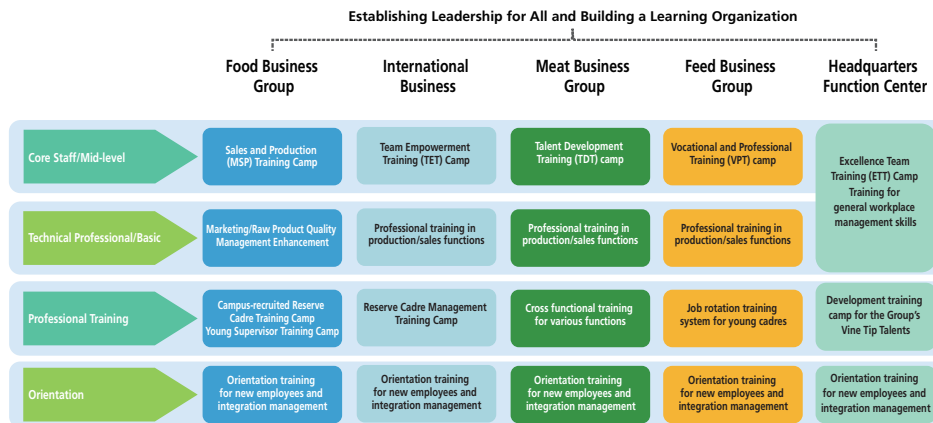 Establishing Leadership for All and Building a Learning Organization
Food Business
Group
International
Business
Meat Business
Group
Feed Business
Group
Headquarters
Function Center
Core Staff/Mid-level
Sales and Production
(MSP) Training Camp
Team Empowerment
Training (TET) Camp
Talent Development
Training (TDT) camp
Vocational and Professional
Training (VPT) camp
Excellence Team
Training (ETT) Camp
Training for
general workplace
management skills
Technical Professional/Basic
Marketing/Raw Product Quality
Management Enhancement
Professional training in
production/sales functions
Professional training in
production/sales functions
Professional training in
production/sales functions
Professional Training
Campus-recruited Reserve
Cadre Training Camp
Young Supervisor Training Camp
Reserve Cadre Management
Training Camp
Cross functional training
for various functions
Job rotation training
system for young cadres
Development training
camp for the Group's
Vine Tip Talents
Orientation
Orientation training
for new employees and
integration management
Orientation training
for new employees and
integration management
Orientation training
for new employees and
integration management
Orientation training
for new employees and
integration management
Orientation training
for new employees and
integration management